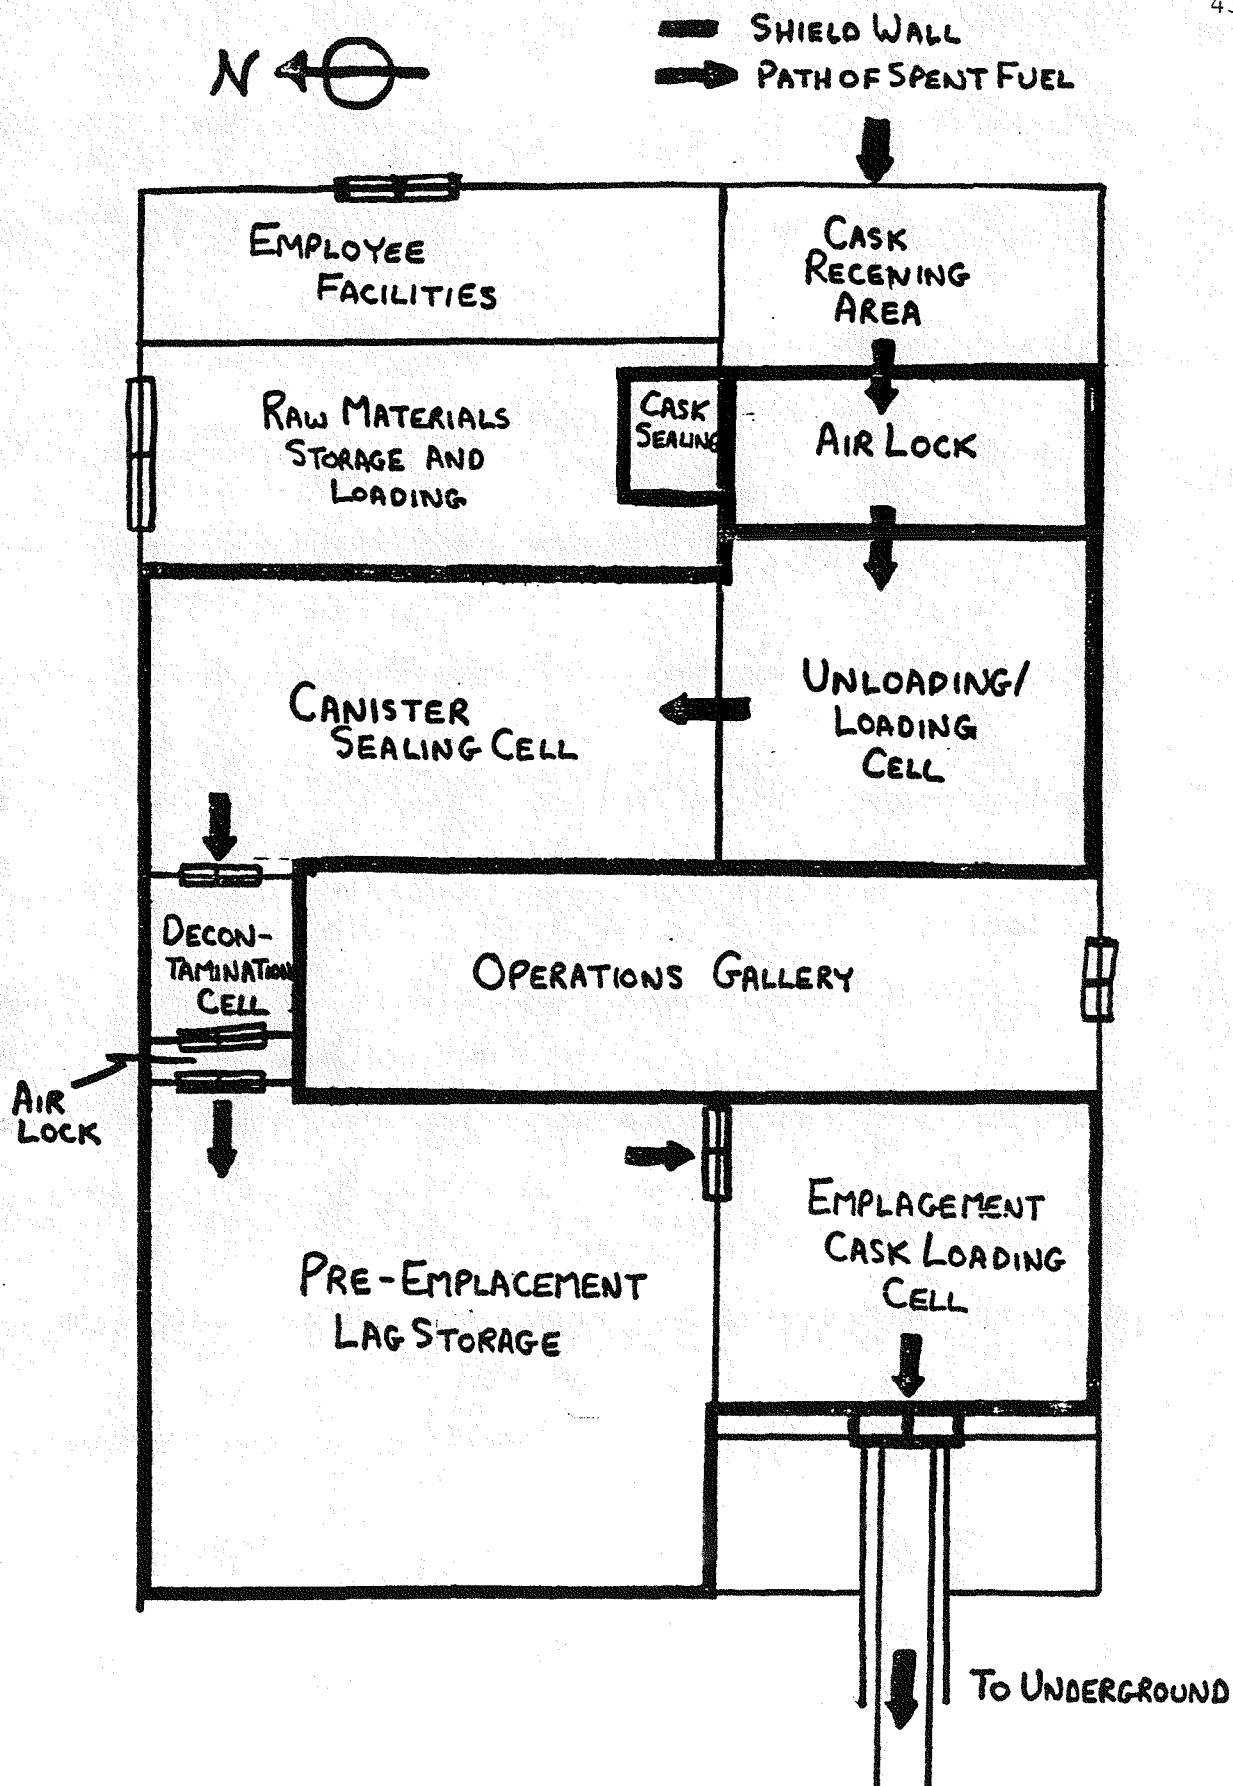 SHIELD WALL
PATH OF SPENT FUEL
N
EMPLOYEE
FACILITIES
CASK
RECEIVING
AREA
RAW MATERIALS
STORAGE AND
LOADING
CASK
SEALING
AIR LOCK
CANISTER
SEALING CELL
UNLOADING/
LOADING
CELL
DECON-
TAMINATION
CELL
OPERATIONS GALLERY
AIR
LOCK
EMPLACEMENT
CASK LOADING
CELL
PRE-EMPLACEMENT
LAG STORAGE
TO UNDERGROUND